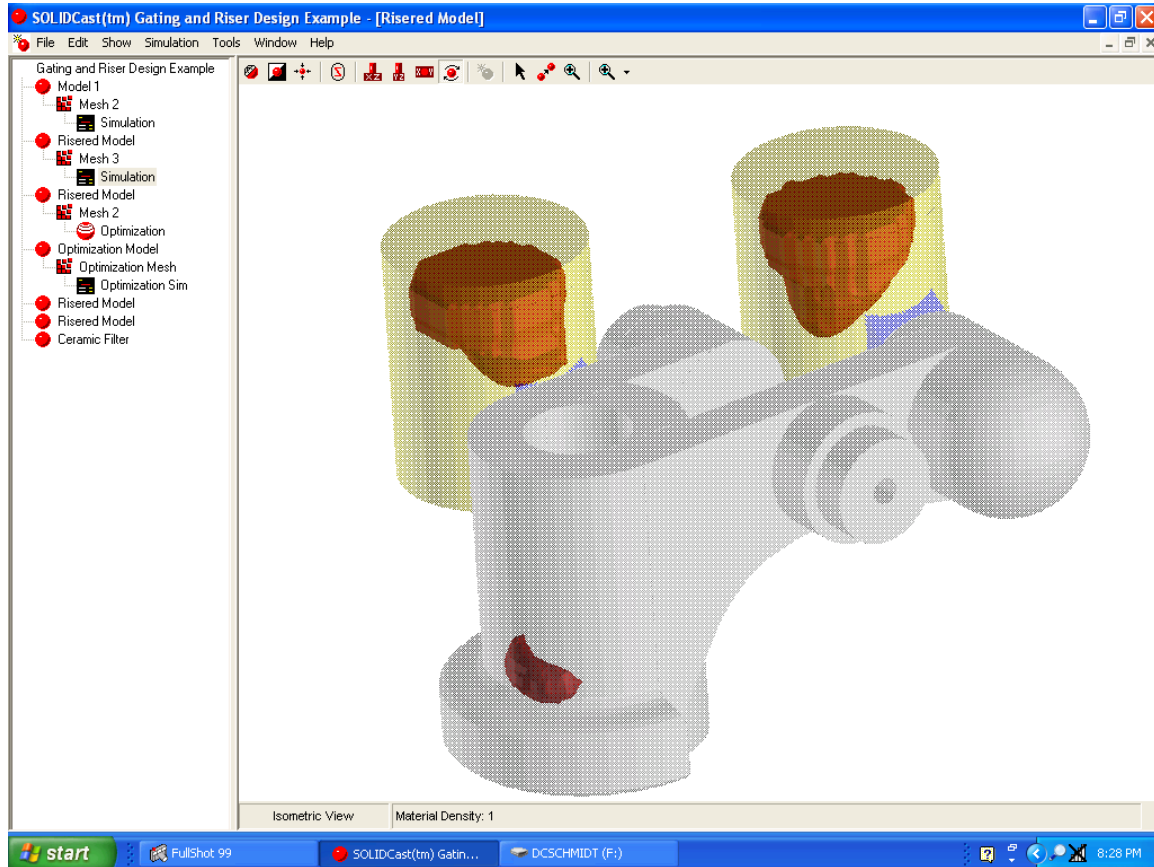 SOLIDCast(tm) Gating and Riser Design Example - [Risered Model]
File Edit Show Simulation Tools Window Help
Gating and Riser Design Example
Model 1
Mesh 2
Simulation
Risered Model
Mesh 3
Simulation
Risered Model
Mesh 2
Optimization
Optimization Model
Optimization Mesh
Optimization Sim
Risered Model
Risered Model
Ceramic Filter
Isometric View Material Density: 1
start FullShot 99 SOLIDCast(tm) Gatin... DCSCHMIDT (F:) 8:28 PM